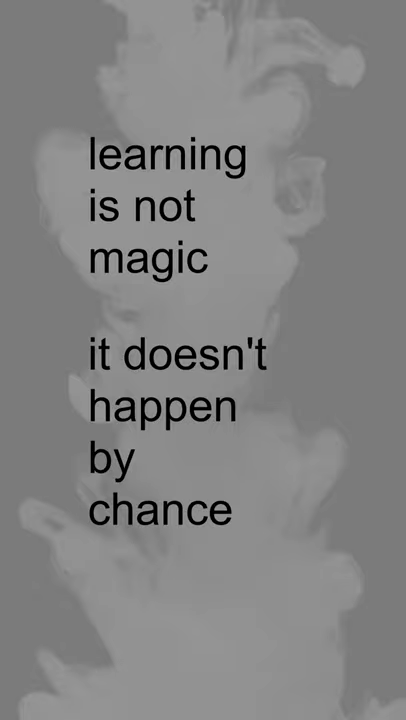 learning
is not
magic
it doesn't
happen
by
chance